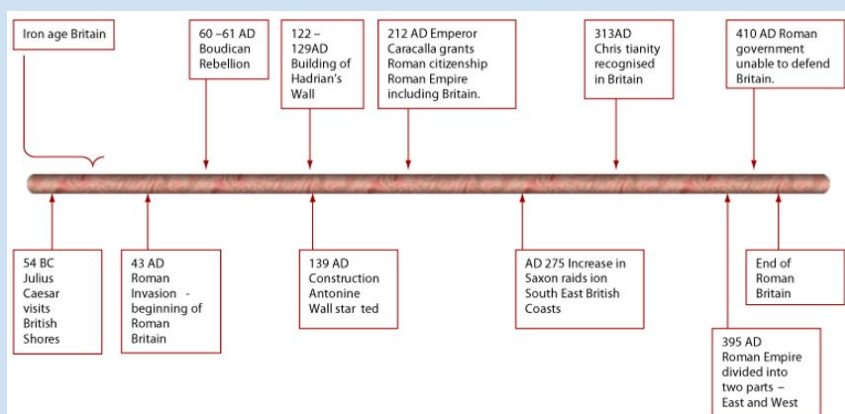 Iron age Britain
60 –61 AD
Boudican
Rebellion
122 –
129AD
Building of
Hadrian's
Wall
212 AD Emperor
Caracalla grants
Roman citizenship
Roman Empire
including Britain.
313AD
Chris tianity
recognised
in Britain
410 AD Roman
government
unable to defend
Britain.
54 BC
Julius
Caesar
visits
British
Shores
43 AD
Roman
Invasion -
beginning of
Roman
Britain
139 AD
Construction
Antonine
Wall star ted
AD 275 Increase in
Saxon raids ion
South East British
Coasts
395 AD
Roman Empire
divided into
two parts –
East and West
End of
Roman
Britain